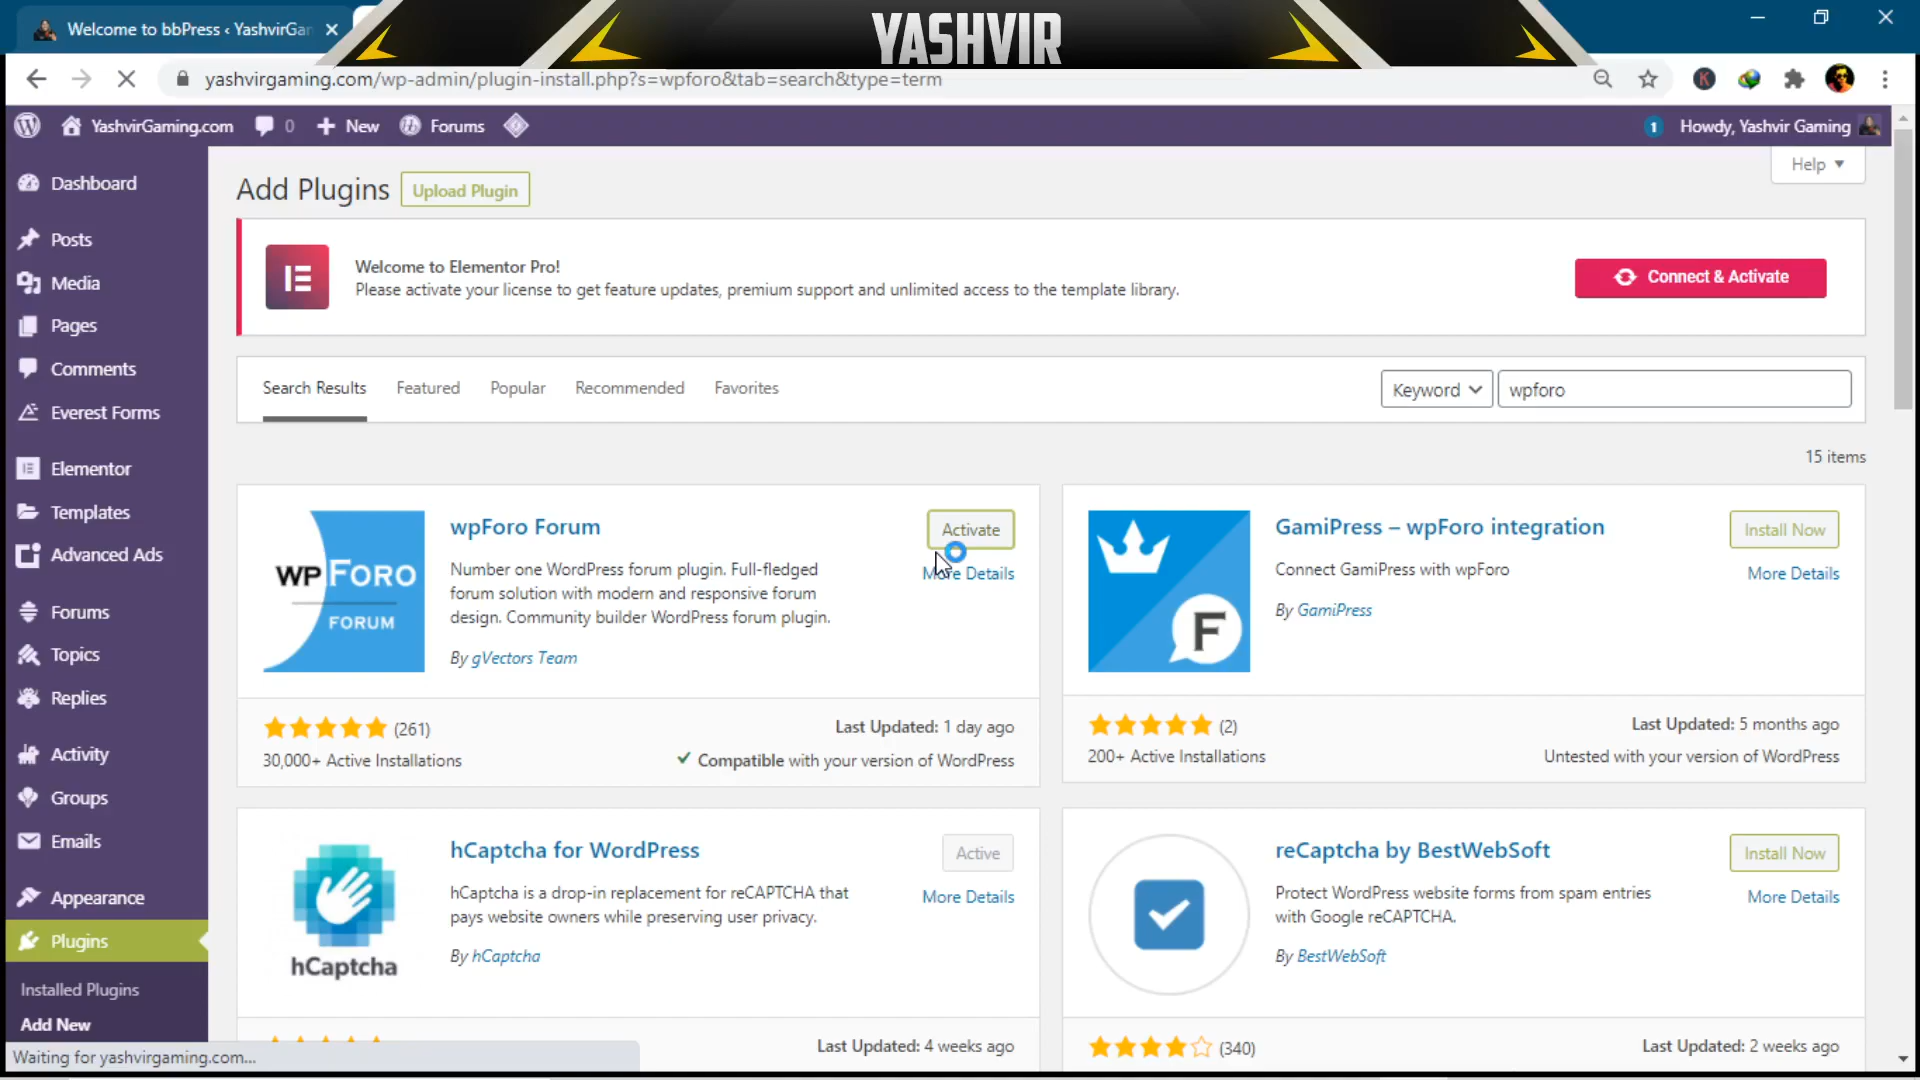 YASHVIR
Welcome to bbPress ‹ YashvirGar
yashvirgaming.com/wp-admin/plugin-install.php?s=wpforo&tab=search&type=term
YashvirGaming.com 0 New Forums
1 Howdy, Yashvir Gaming
Help
Dashboard
Posts
Media
Pages
Comments
Everest Forms
Elementor
Templates
Advanced Ads
Forums
Topics
Replies
Activity
Groups
Emails
Appearance
Plugins
Installed Plugins
Add New
Waiting for yashvirgaming.com...
Add Plugins Upload Plugin
Welcome to Elementor Pro!
Please activate your license to get feature updates, premium support and unlimited access to the template library.
Connect & Activate
Search Results Featured Popular Recommended Favorites
Keyword wpforo
15 items
WPFORO
FORUM
wpForo Forum
Activate
More Details
Number one WordPress forum plugin. Full-fledged
forum solution with modern and responsive forum
design. Community builder WordPress forum plugin.
By gVectors Team
(261)
Last Updated: 1 day ago
30,000+ Active Installations
Compatible with your version of WordPress
F
GamiPress – wpForo integration
Install Now
More Details
Connect GamiPress with wpForo
By GamiPress
(2)
Last Updated: 5 months ago
200+ Active Installations
Untested with your version of WordPress
hCaptcha
hCaptcha for WordPress
Active
More Details
hCaptcha is a drop-in replacement for reCAPTCHA that
pays website owners while preserving user privacy.
By hCaptcha
Last Updated: 4 weeks ago
reCaptcha by BestWebSoft
Install Now
More Details
Protect WordPress website forms from spam entries
with Google reCAPTCHA.
By BestWebSoft
(340)
Last Updated: 2 weeks ago